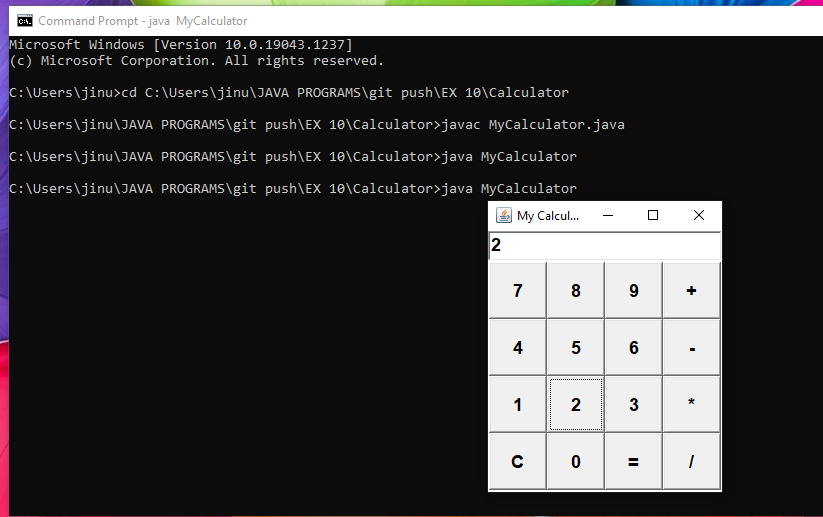 Command Prompt - java  MyCalculator
Microsoft Windows [Version 10.0.19043.1237]
(c) Microsoft Corporation. All rights reserved.
C:\Users\jinu>cd C:\Users\jinu\JAVA PROGRAMS\git push\EX 10\Calculator
C:\Users\jinu\JAVA PROGRAMS\git push\EX 10\Calculator>javac MyCalculator.java
C:\Users\jinu\JAVA PROGRAMS\git push\EX 10\Calculator>java MyCalculator
C:\Users\jinu\JAVA PROGRAMS\git push\EX 10\Calculator>java MyCalculator
My Calcul...
2
7 8 9 +
4 5 6 -
1 2 3 *
C 0 = /